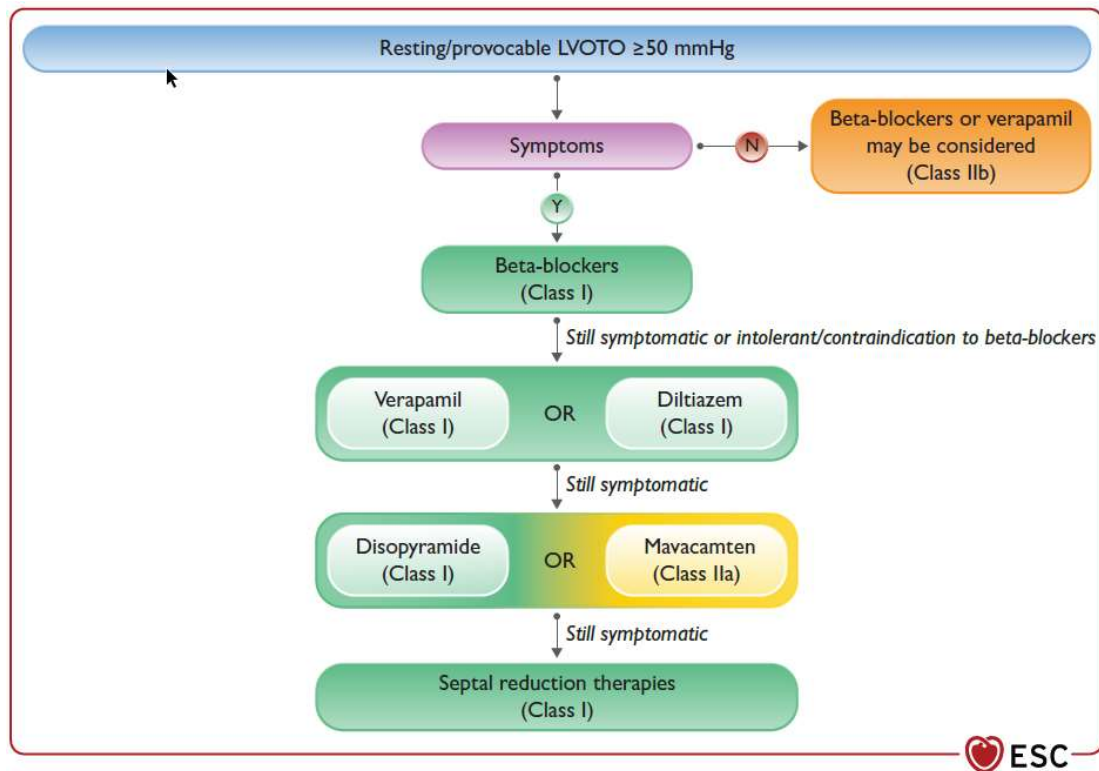 Resting/provocable LVOTO ≥50 mmHg
Symptoms
N
Beta-blockers or verapamil
may be considered
(Class IIb)
Y
Beta-blockers
(Class I)
Still symptomatic or intolerant/contraindication to beta-blockers
Verapamil
(Class I)
OR
Diltiazem
(Class I)
Still symptomatic
Disopyramide
(Class I)
OR
Mavacamten
(Class IIa)
Still symptomatic
Septal reduction therapies
(Class I)
ESC